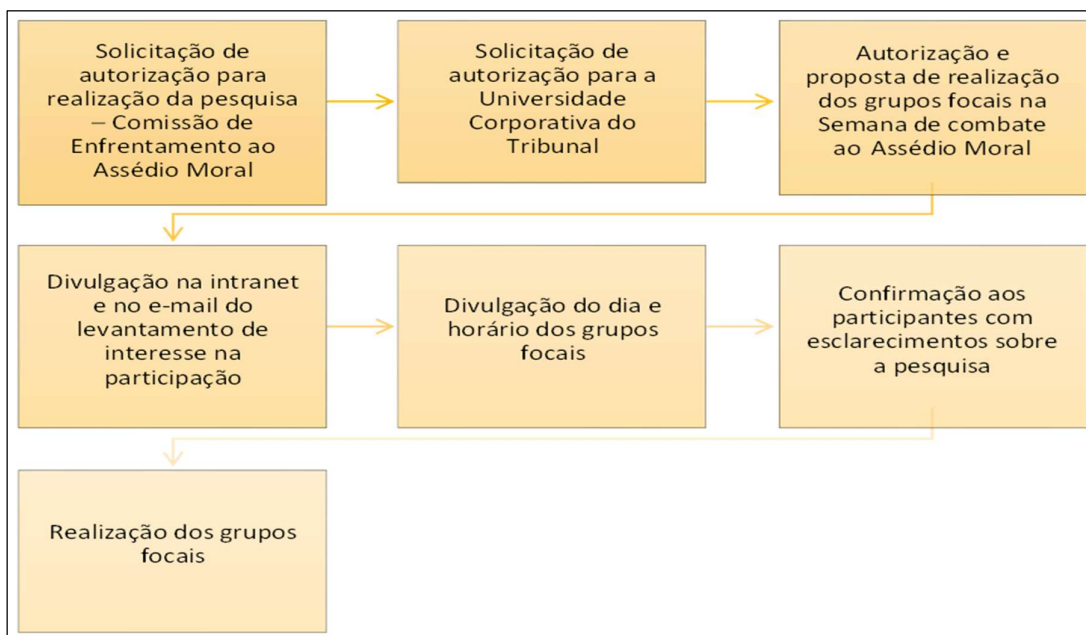 Solicitação de
autorização para
realização da pesquisa
– Comissão de
Enfrentamento ao
Assédio Moral
Solicitação de
autorização para a
Universidade
Corporativa do
Tribunal
Autorização e
proposta de realização
dos grupos focais na
Semana de combate
ao Assédio Moral
Divulgação na intranet
e no e-mail do
levantamento de
interesse na
participação
Divulgação do dia e
horário dos grupos
focais
Confirmação aos
participantes com
esclarecimentos sobre
a pesquisa
Realização dos grupos
focais